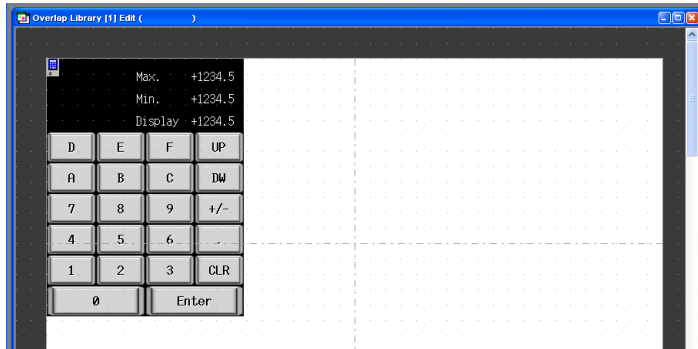 Overlap Library [1] Edit ( )
Max. +1234.5
Min. +1234.5
Display +1234.5
D E F UP
A B C DW
7 8 9 +/-
4 5 6 .
1 2 3 CLR
0 Enter